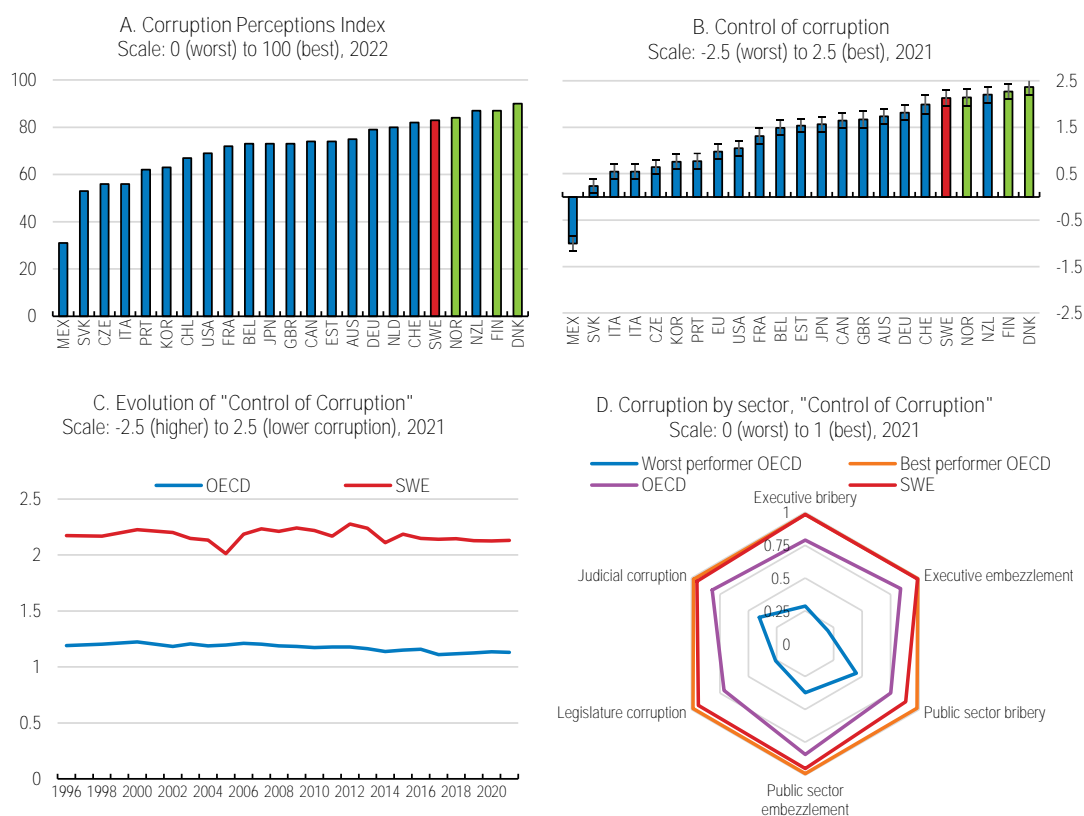 A. Corruption Perceptions Index
Scale: 0 (worst) to 100 (best), 2022
100
80
60
40
20
0
MEX SVK CZE ITA PRT KOR CHL USA FRA BEL JPN GBR CAN EST AUS DEU NLD CHE SWE NOR NZL FIN DNK
B. Control of corruption
Scale: -2.5 (worst) to 2.5 (best), 2021
2.5
1.5
0.5
-0.5
-1.5
-2.5
MEX SVK ITA ITA CZE KOR PRT EU USA FRA BEL EST JPN CAN GBR AUS DEU CHE SWE NOR NZL FIN DNK
C. Evolution of "Control of Corruption"
Scale: -2.5 (higher) to 2.5 (lower corruption), 2021
OECD SWE
2.5
2
1.5
1
0.5
0
1996 1998 2000 2002 2004 2006 2008 2010 2012 2014 2016 2018 2020
D. Corruption by sector, "Control of Corruption"
Scale: 0 (worst) to 1 (best), 2021
Worst performer OECD Best performer OECD
OECD SWE
Executive bribery
1
0.75
0.5
0.25
0
Judicial corruption
Executive embezzlement
Legislature corruption
Public sector bribery
Public sector
embezzlement